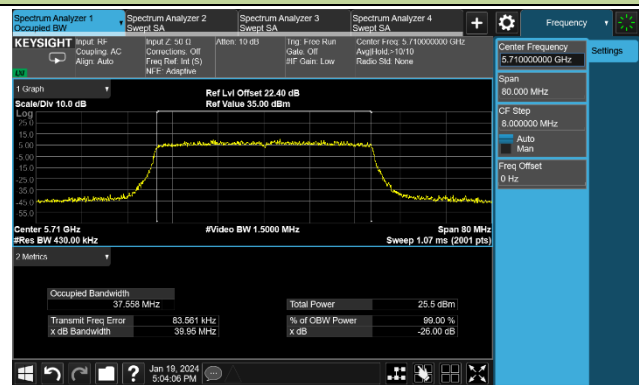 Spectrum Analyzer 1
Occupied BW
Spectrum Analyzer 2
Swept SA
Spectrum Analyzer 3
Swept SA
Spectrum Analyzer 4
Swept SA
Frequency
KEYSIGHT
Input: RF
Coupling: AC
Align: Auto
Input Z: 50 Ω
Corrections: Off
Freq Ref: Int (S)
NFE: Adaptive
Atten: 10 dB
Trig: Free Run
Gate: Off
#IF Gain: Low
Center Freq: 5.710000000 GHz
Avg|Hold:>10/10
Radio Std: None
Center Frequency
5.710000000 GHz
Settings
Span
80.000 MHz
CF Step
8.000000 MHz
Auto
Man
Freq Offset
0 Hz
1 Graph
Scale/Div 10.0 dB
Ref Lvl Offset 22.40 dB
Ref Value 35.00 dBm
Log
25.0
15.0
5.00
-5.00
-15.0
-25.0
-35.0
-45.0
-55.0
Center 5.71 GHz
#Res BW 430.00 kHz
#Video BW 1.5000 MHz
Span 80 MHz
Sweep 1.07 ms (2001 pts)
2 Metrics
Occupied Bandwidth
37.558 MHz
Total Power
25.5 dBm
Transmit Freq Error
83.561 kHz
% of OBW Power
99.00 %
x dB Bandwidth
39.95 MHz
x dB
-26.00 dB
Jan 19, 2024
5:04:06 PM